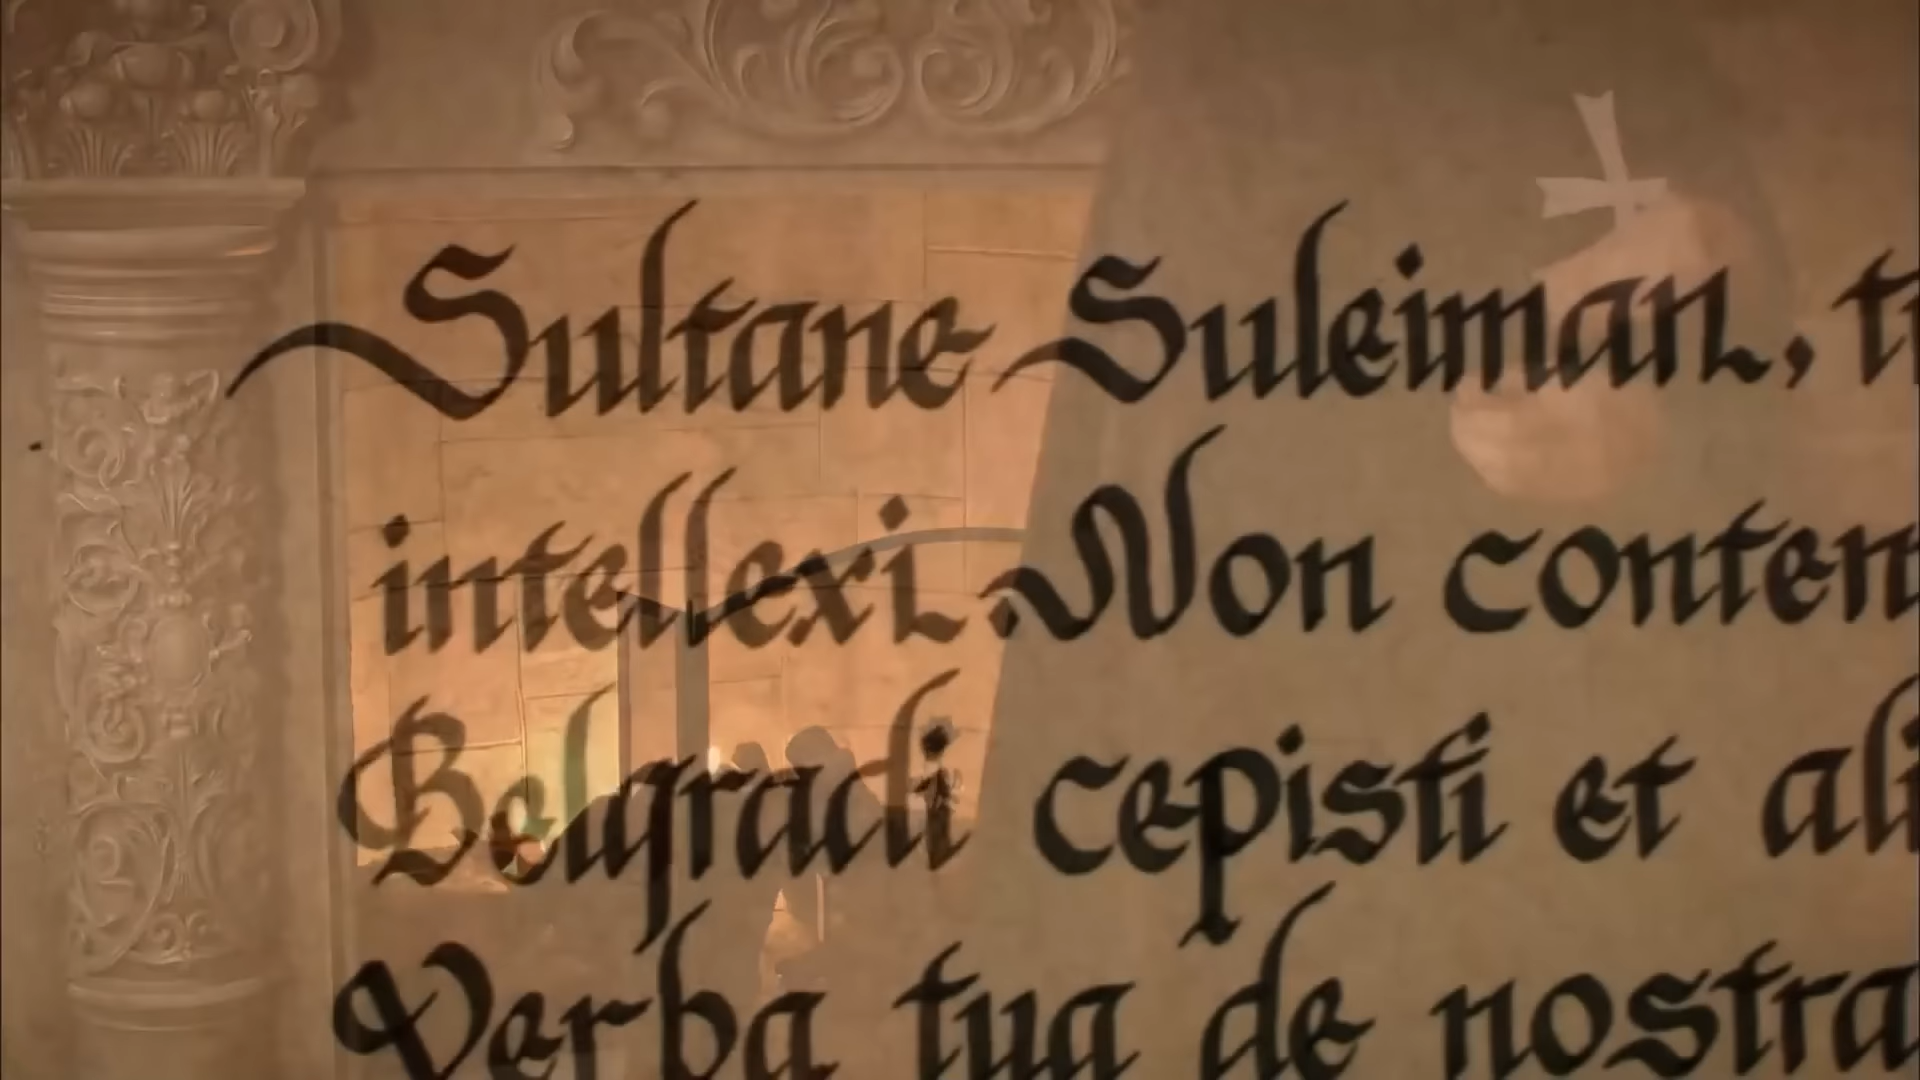 Sultane Suleiman,
intellexi. Non
Belgradi cepisti et
Verba tua de